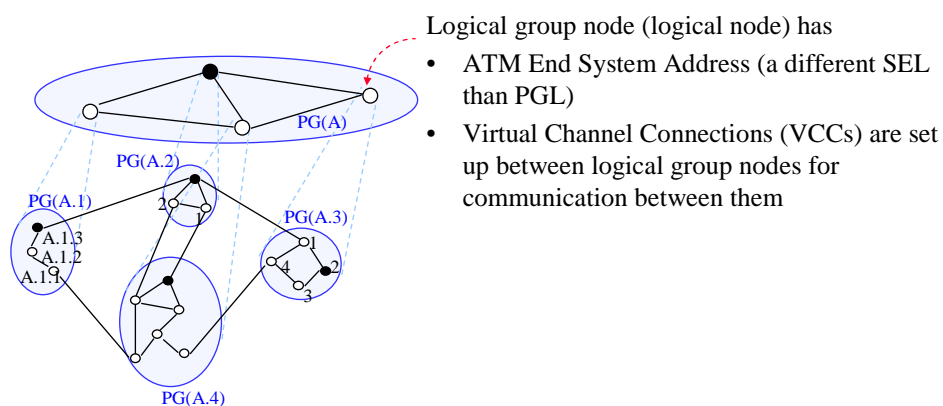 Logical group node (logical node) has
• ATM End System Address (a different SEL
than PGL)
• Virtual Channel Connections (VCCs) are set
up between logical group nodes for
communication between them
PG(A)
PG(A.2)
2
1
PG(A.1)
A.1.3
A.1.2
A.1.1
PG(A.3)
1
4
2
3
PG(A.4)